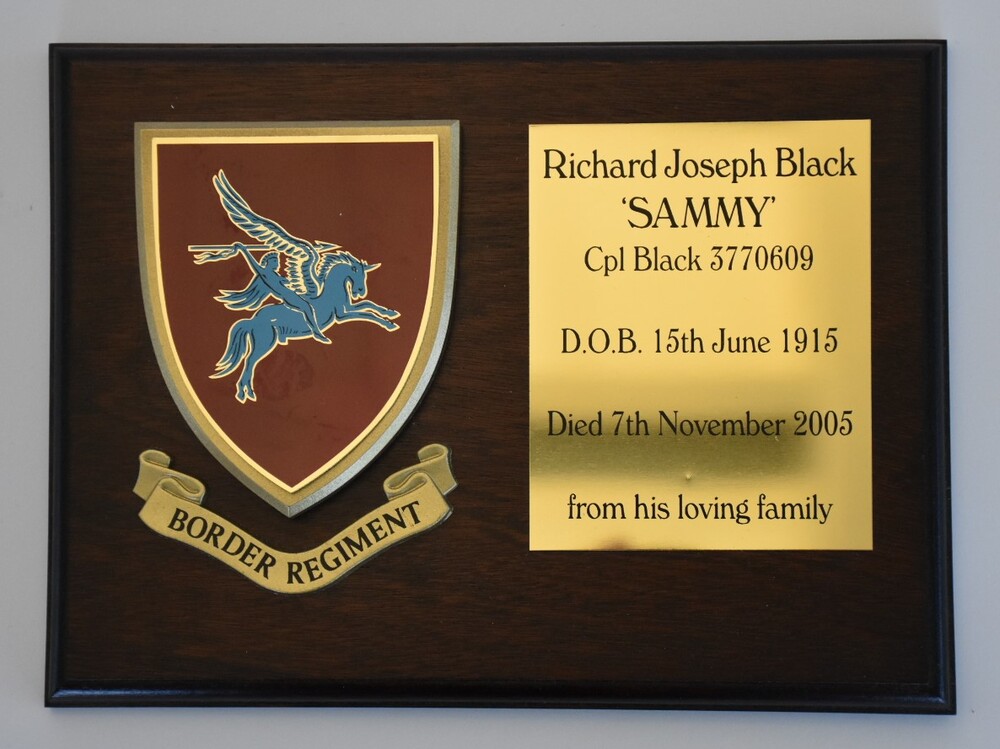 BORDER REGIMENT
Richard Joseph Black
‘SAMMY’
Cpl Black 3770609
D.O.B. 15th June 1915
Died 7th November 2005
from his loving family